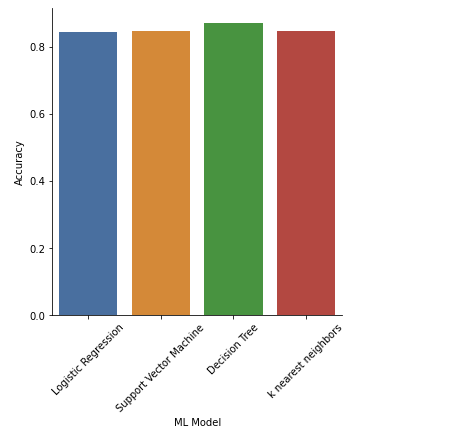 0.8
0.6
0.4
0.2
0.0
Accuracy
Logistic Regression
Support Vector Machine
Decision Tree
k nearest neighbors
ML Model